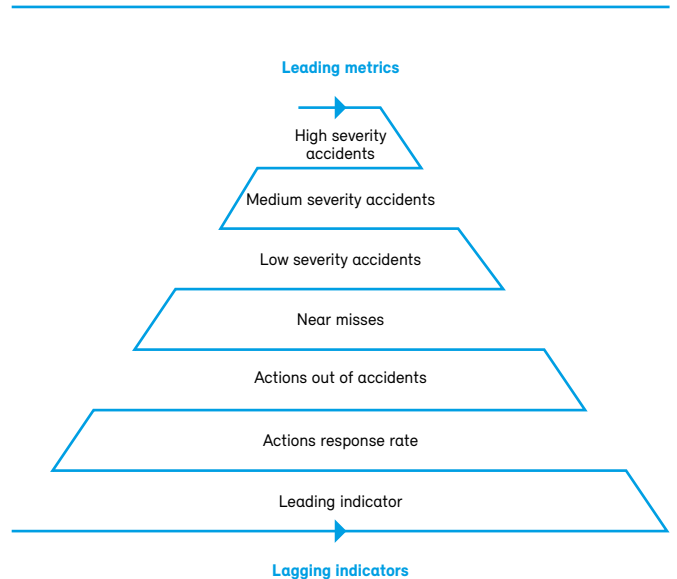 Leading metrics
High severity
accidents
Medium severity accidents
Low severity accidents
Near misses
Actions out of accidents
Actions response rate
Leading indicator
Lagging indicators